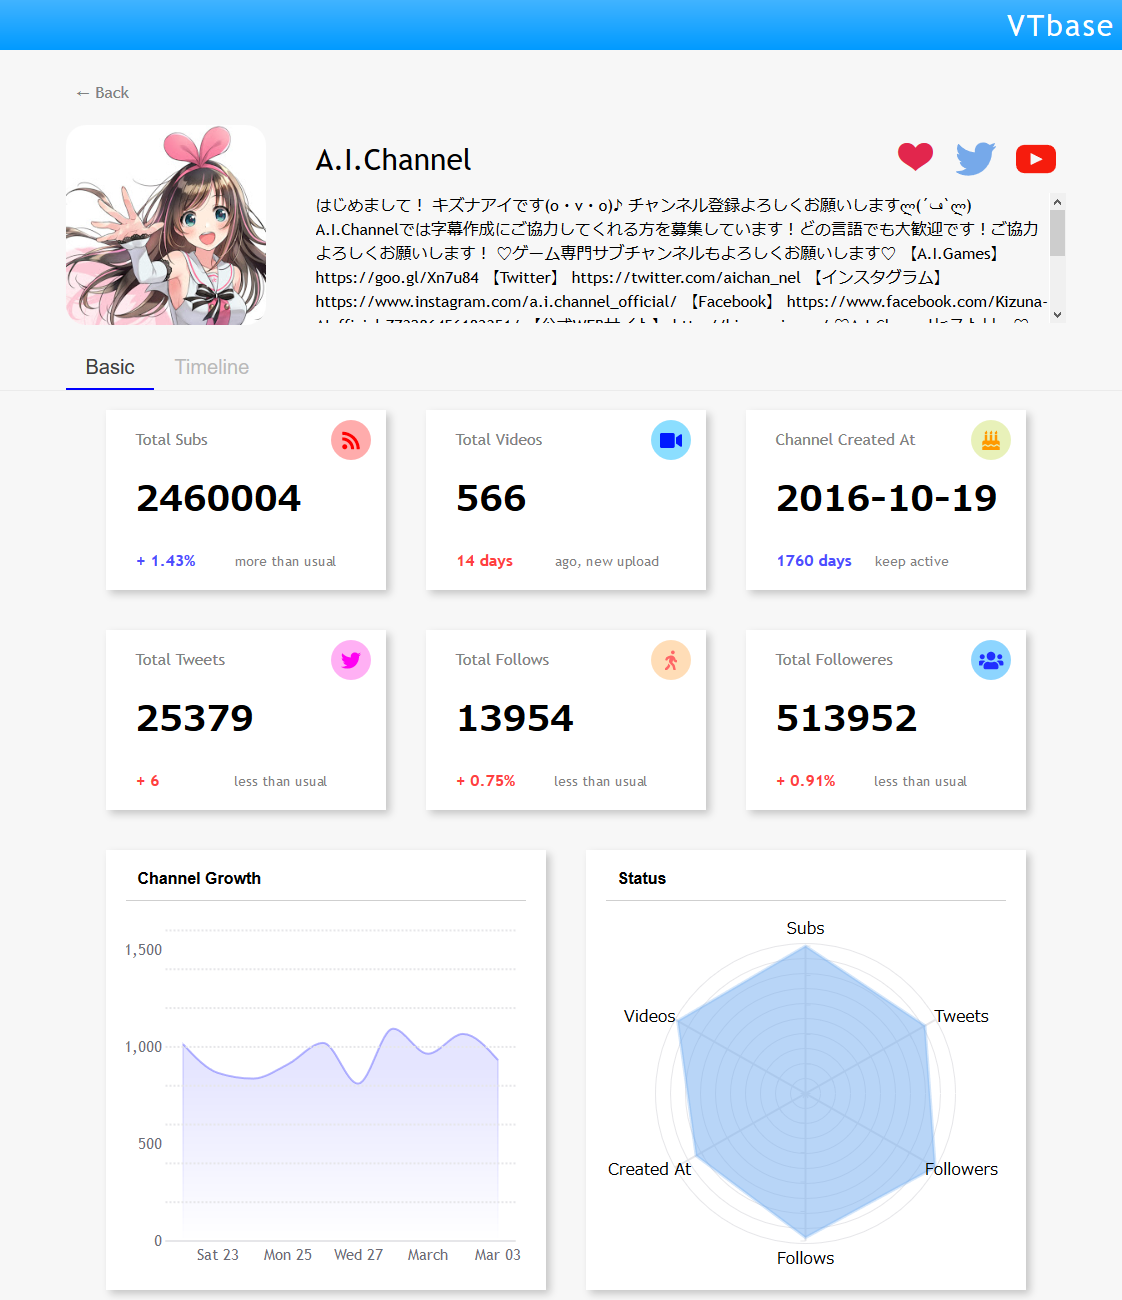 VTbase
← Back
A.I.Channel
はじめまして！ キズナアイです(o・v・o)♪ チャンネル登録よろしくお願いしますლ(´ڡ`ლ)
A.I.Channelでは字幕作成にご協力してくれる方を募集しています！どの言語でも大歓迎です！ご協力
よろしくお願いします！ ♡ゲーム専門サブチャンネルもよろしくお願いします♡ 【A.I.Games】
https://goo.gl/Xn7u84 【Twitter】 https://twitter.com/aichan_nel 【インスタグラム】
https://www.instagram.com/a.i.channel_official/ 【Facebook】 https://www.facebook.com/Kizuna-
Basic Timeline
Total Subs
2460004
+ 1.43% more than usual
Total Videos
566
14 days ago, new upload
Channel Created At
2016-10-19
1760 days keep active
Total Tweets
25379
+ 6 less than usual
Total Follows
13954
+ 0.75% less than usual
Total Followeres
513952
+ 0.91% less than usual
Channel Growth
1,500
1,000
500
0
Sat 23 Mon 25 Wed 27 March Mar 03
Status
Subs
Videos
Tweets
Created At
Followers
Follows